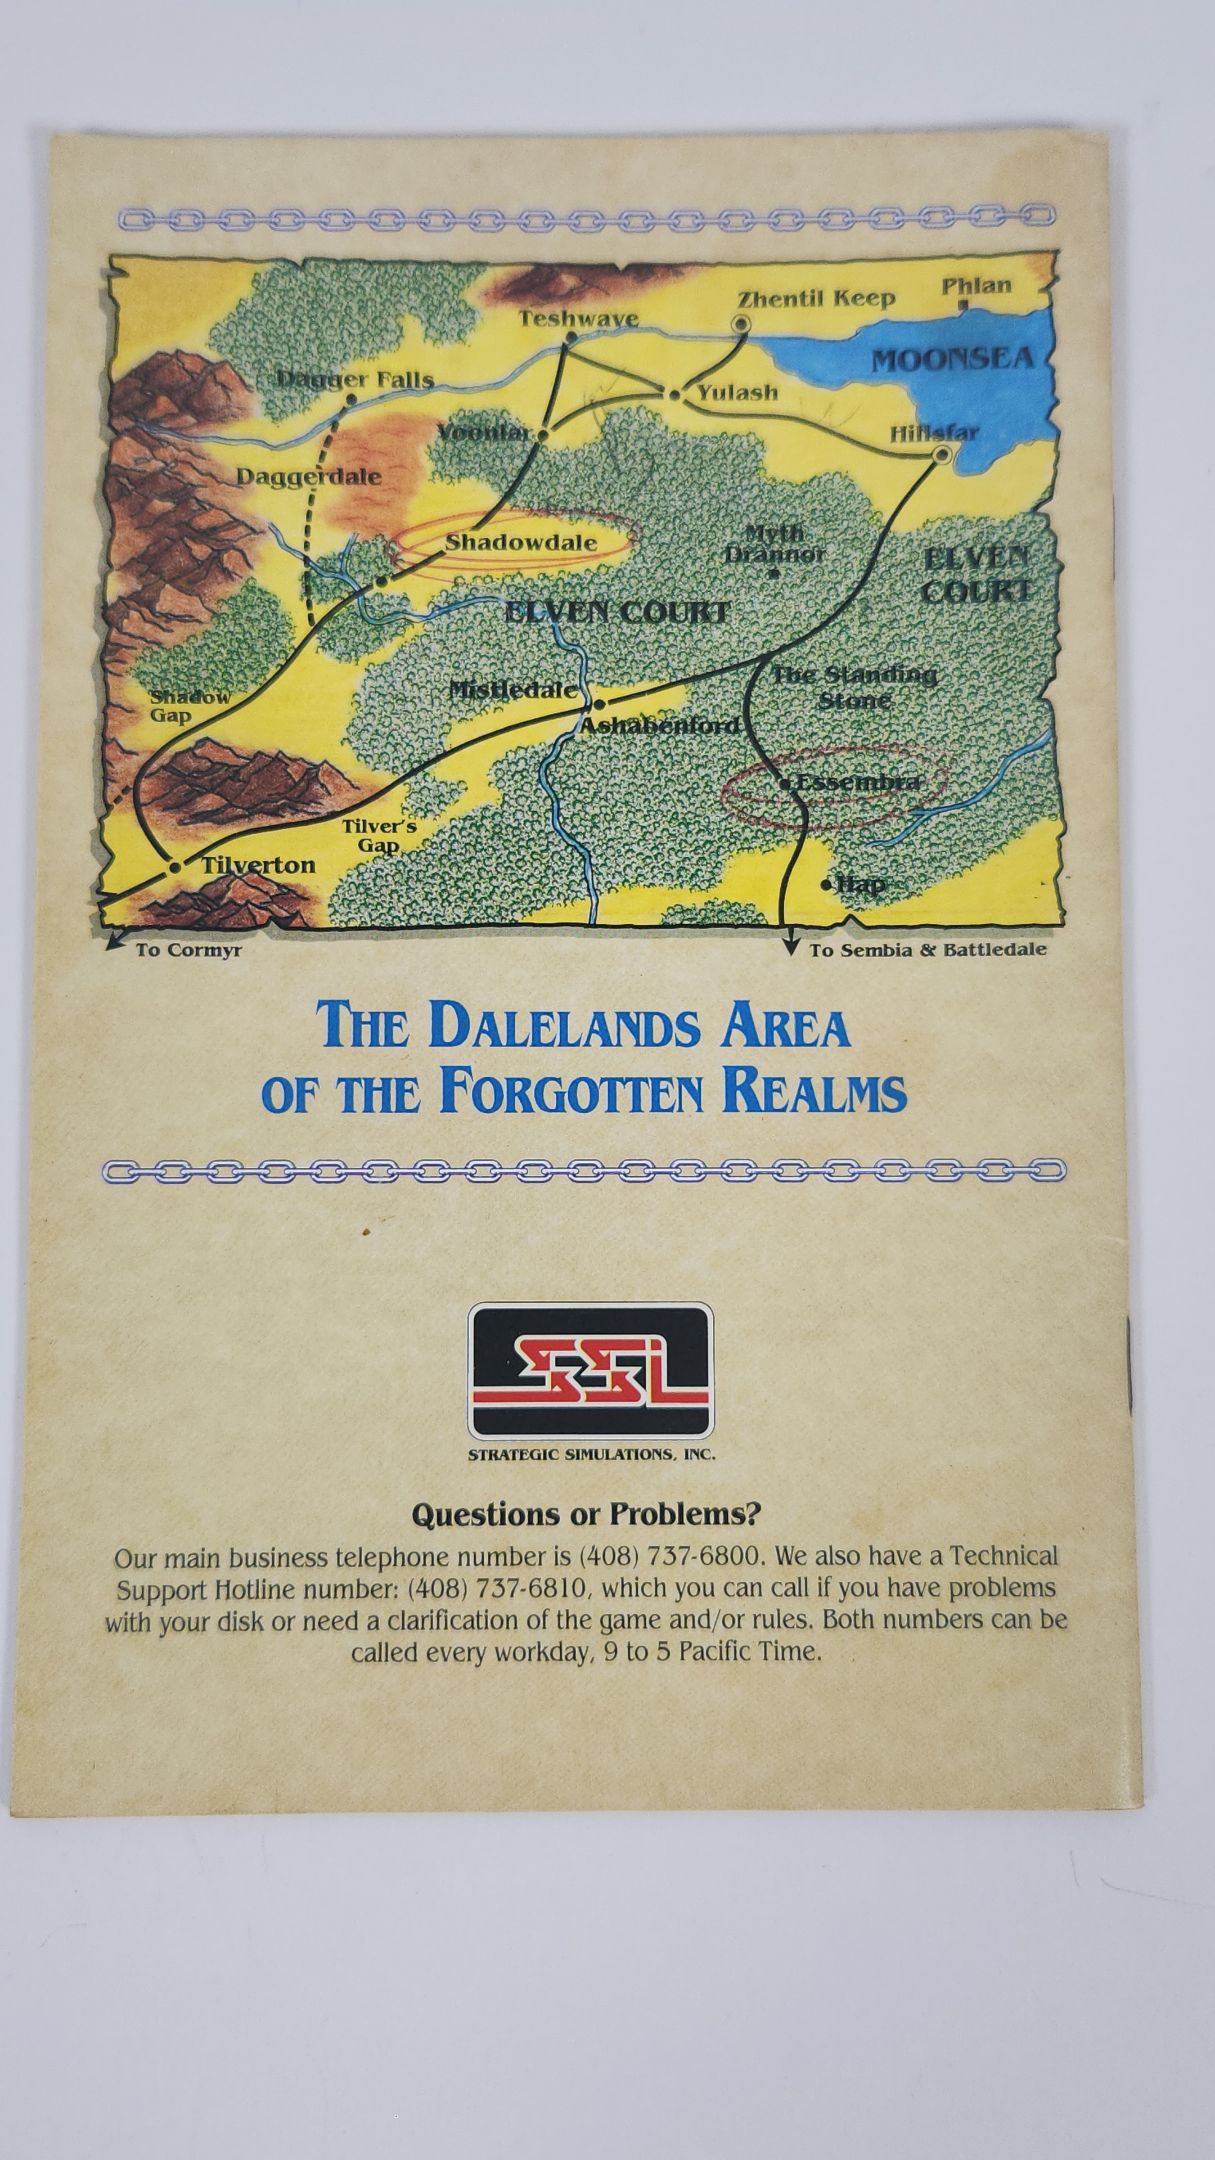 Phlan
Zhentil Keep
Teshwave
MOONSEA
Dagger Falls
Yulash
Voonlar
Hillsfar
Daggerdale
Shadowdale
Myth
Drannor
ELVEN
COURT
ELVEN COURT
The Standing
Stone
Mistledale
Shadow
Gap
Ashabenford
Essembra
Tilver's
Gap
Tilverton
Hap
To Cormyr
To Sembia & Battledale
THE DALELANDS AREA
OF THE FORGOTTEN REALMS
SSI
STRATEGIC SIMULATIONS, INC.
Questions or Problems?
Our main business telephone number is (408) 737-6800. We also have a Technical
Support Hotline number: (408) 737-6810, which you can call if you have problems
with your disk or need a clarification of the game and/or rules. Both numbers can be
called every workday, 9 to 5 Pacific Time.